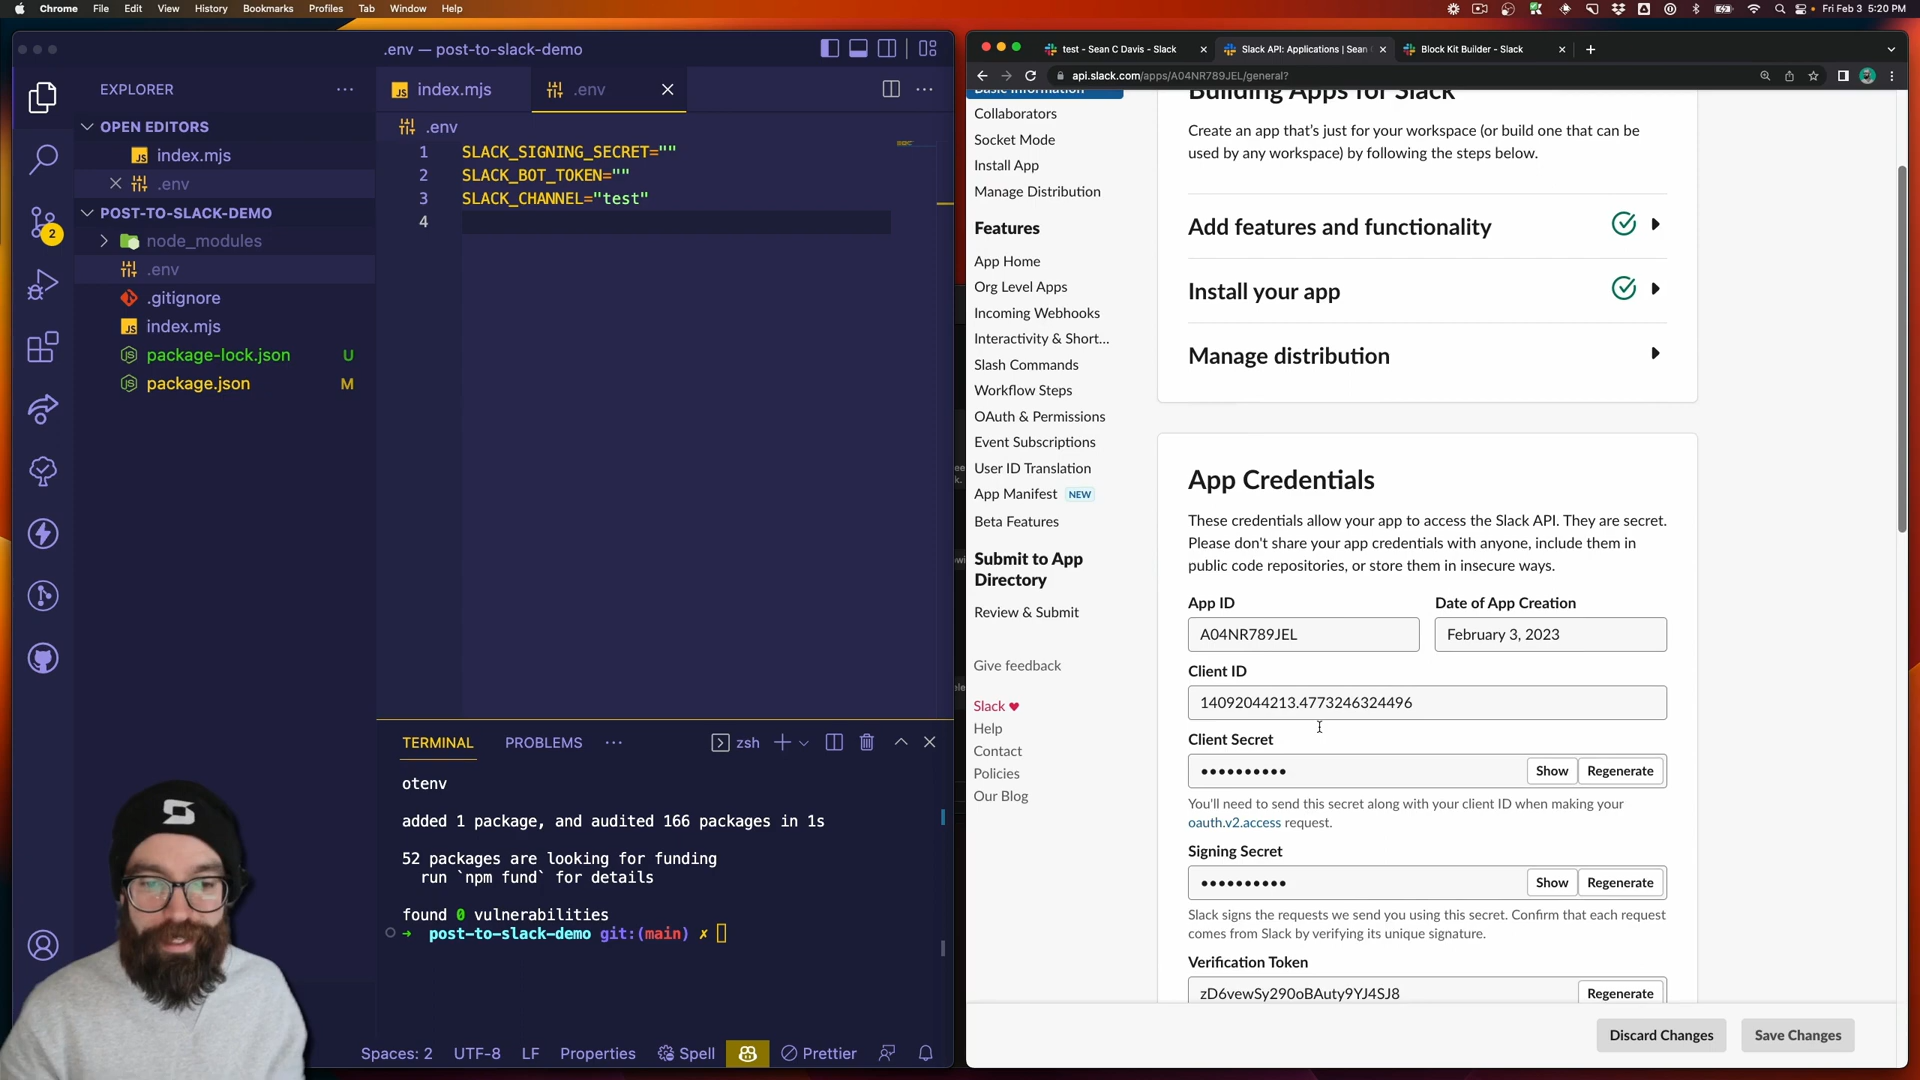 Chrome File Edit View History Bookmarks Profiles Tab Window Help
Fri Feb 3 5:20 PM
.env — post-to-slack-demo
EXPLORER
OPEN EDITORS
index.mjs
.env
POST-TO-SLACK-DEMO
node_modules
.env
.gitignore
index.mjs
package-lock.json U
package.json M
2
index.mjs
.env
.env
1 SLACK_SIGNING_SECRET=""
2 SLACK_BOT_TOKEN=""
3 SLACK_CHANNEL="test"
4
TERMINAL PROBLEMS
zsh
otenv
added 1 package, and audited 166 packages in 1s
52 packages are looking for funding
run `npm fund` for details
found 0 vulnerabilities
→ post-to-slack-demo git:(main) ✗
Spaces: 2 UTF-8 LF Properties Spell Prettier
test - Sean C Davis - Slack
Slack API: Applications | Sean
Block Kit Builder - Slack
api.slack.com/apps/A04NR789JEL/general?
Basic Information
Collaborators
Socket Mode
Install App
Manage Distribution
Features
App Home
Org Level Apps
Incoming Webhooks
Interactivity & Short...
Slash Commands
Workflow Steps
OAuth & Permissions
Event Subscriptions
User ID Translation
App Manifest NEW
Beta Features
Submit to App
Directory
Review & Submit
Give feedback
Slack ♥
Help
Contact
Policies
Our Blog
Building Apps for Slack
Create an app that's just for your workspace (or build one that can be
used by any workspace) by following the steps below.
Add features and functionality
Install your app
Manage distribution
App Credentials
These credentials allow your app to access the Slack API. They are secret.
Please don't share your app credentials with anyone, include them in
public code repositories, or store them in insecure ways.
App ID
Date of App Creation
A04NR789JEL
February 3, 2023
Client ID
14092044213.4773246324496
Client Secret
•••••••••• Show Regenerate
You'll need to send this secret along with your client ID when making your
oauth.v2.access request.
Signing Secret
•••••••••• Show Regenerate
Slack signs the requests we send you using this secret. Confirm that each request
comes from Slack by verifying its unique signature.
Verification Token
zD6vewSy290oBAuty9YJ4SJ8 Regenerate
Discard Changes Save Changes